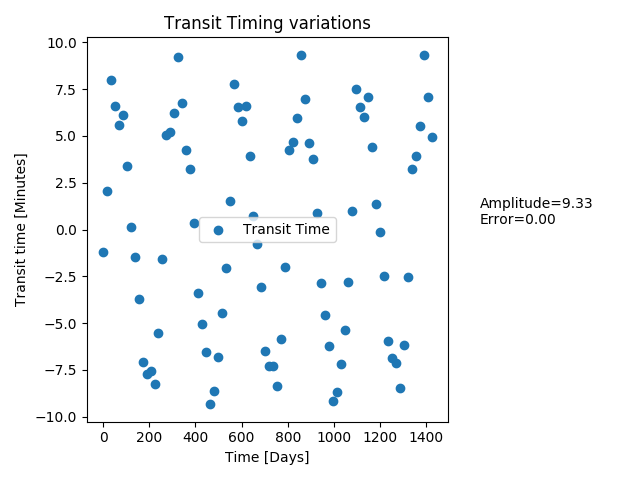 Transit Timing variations
10.0
7.5
5.0
2.5
0.0
−2.5
−5.0
−7.5
−10.0
Transit time [Minutes]
Transit Time
Amplitude=9.33
Error=0.00
0 200 400 600 800 1000 1200 1400
Time [Days]